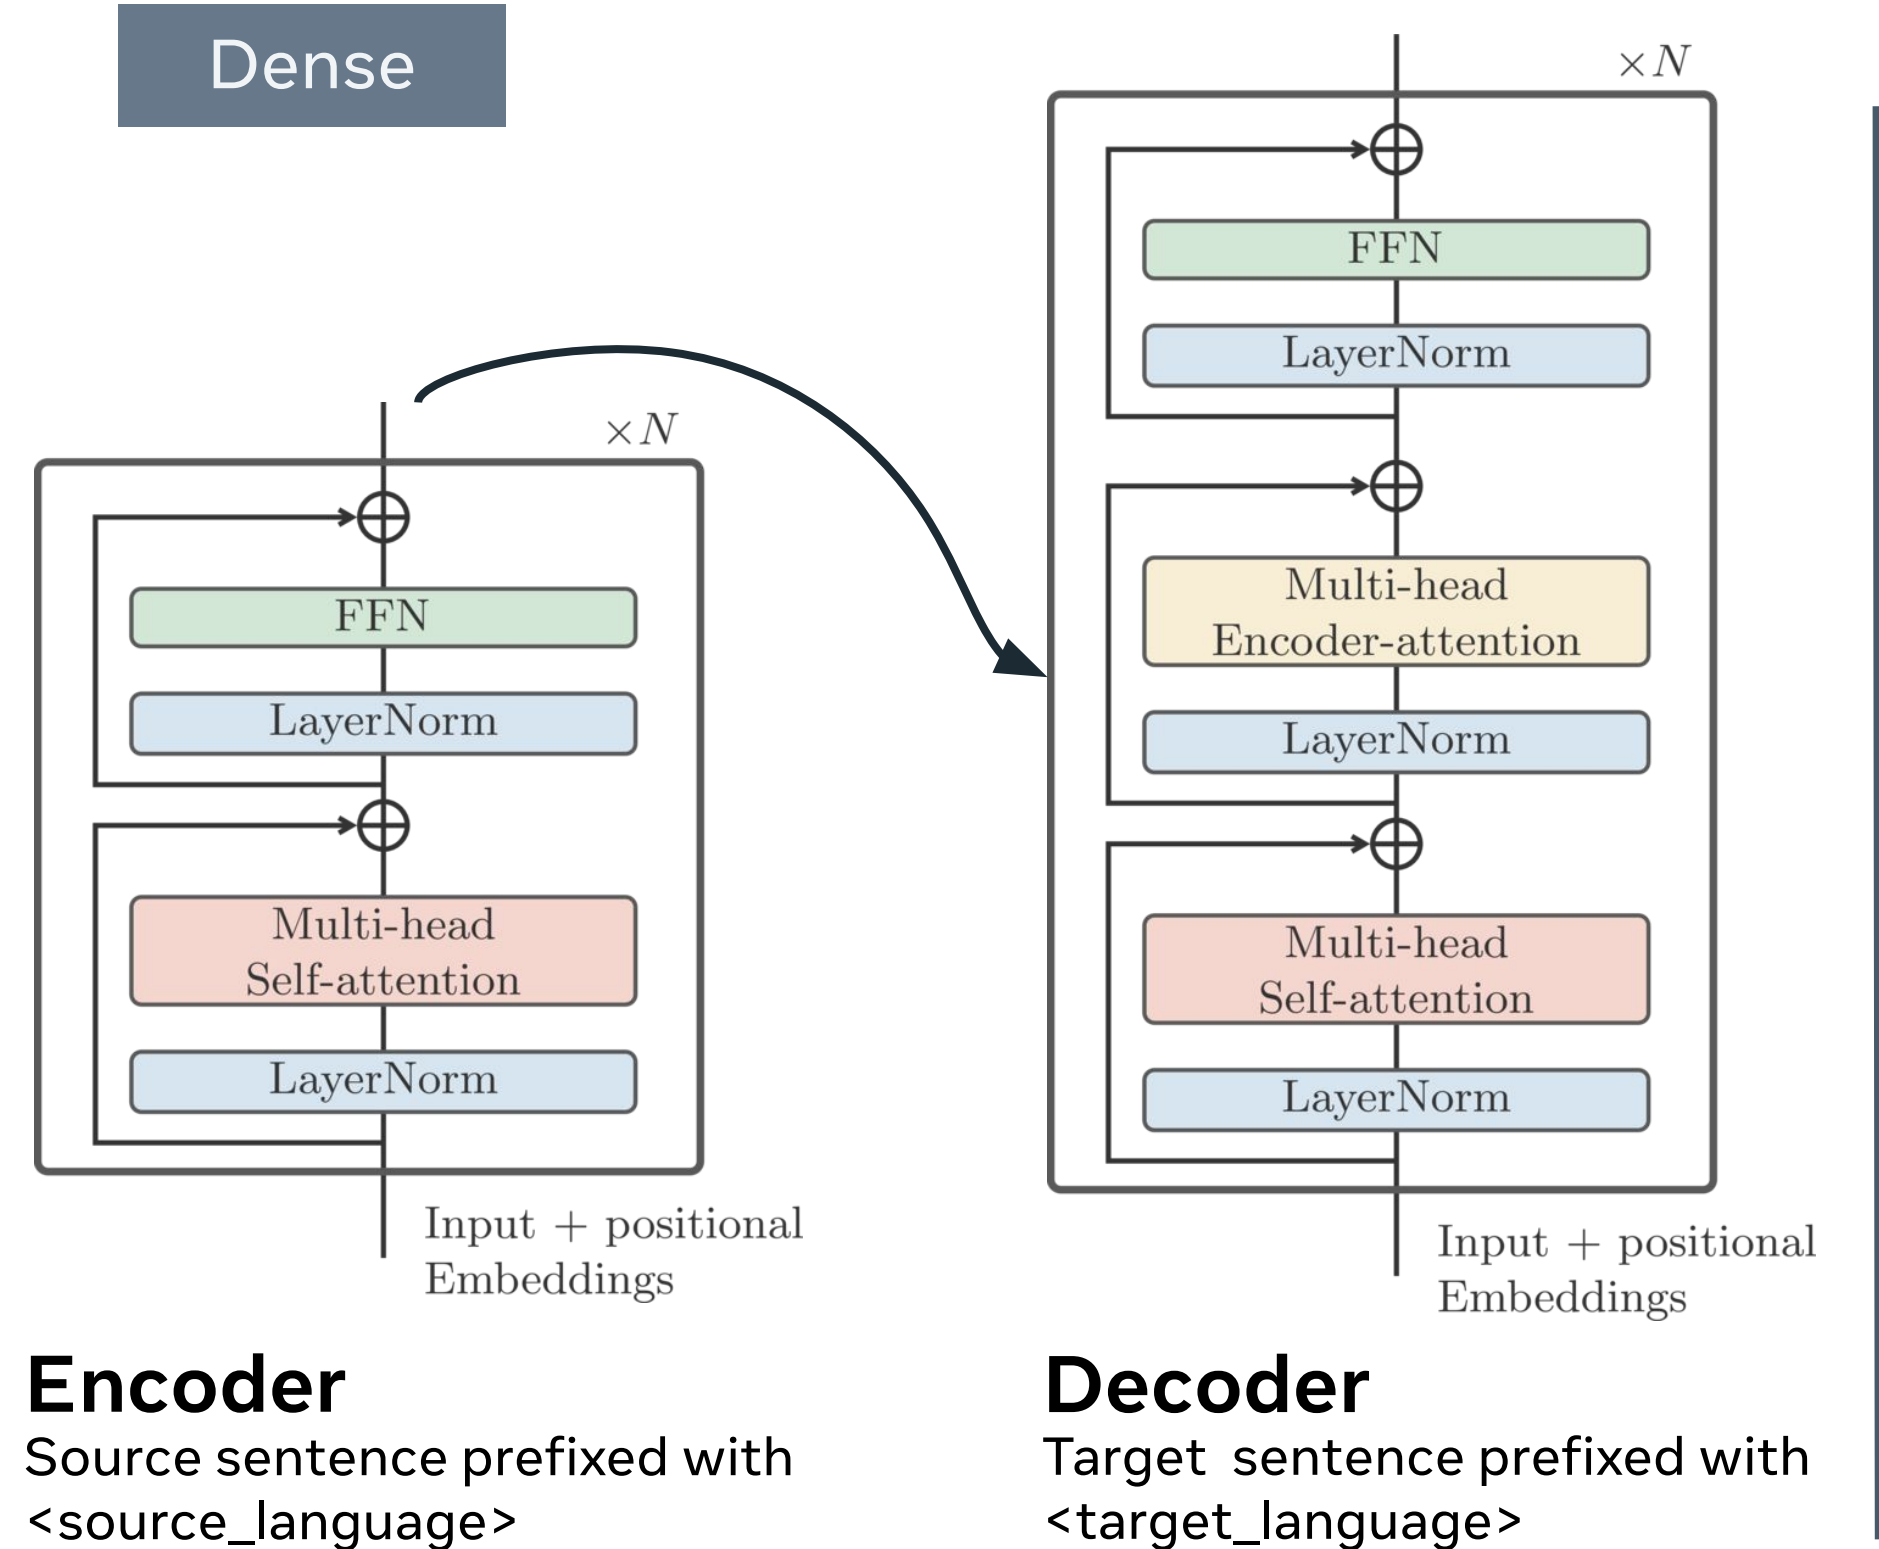 Dense
×N
FFN
LayerNorm
Multi-head
Self-attention
LayerNorm
Input + positional
Embeddings
Encoder
Source sentence prefixed with
<source_language>
×N
FFN
LayerNorm
Multi-head
Encoder-attention
LayerNorm
Multi-head
Self-attention
LayerNorm
Input + positional
Embeddings
Decoder
Target  sentence prefixed with
<target_language>